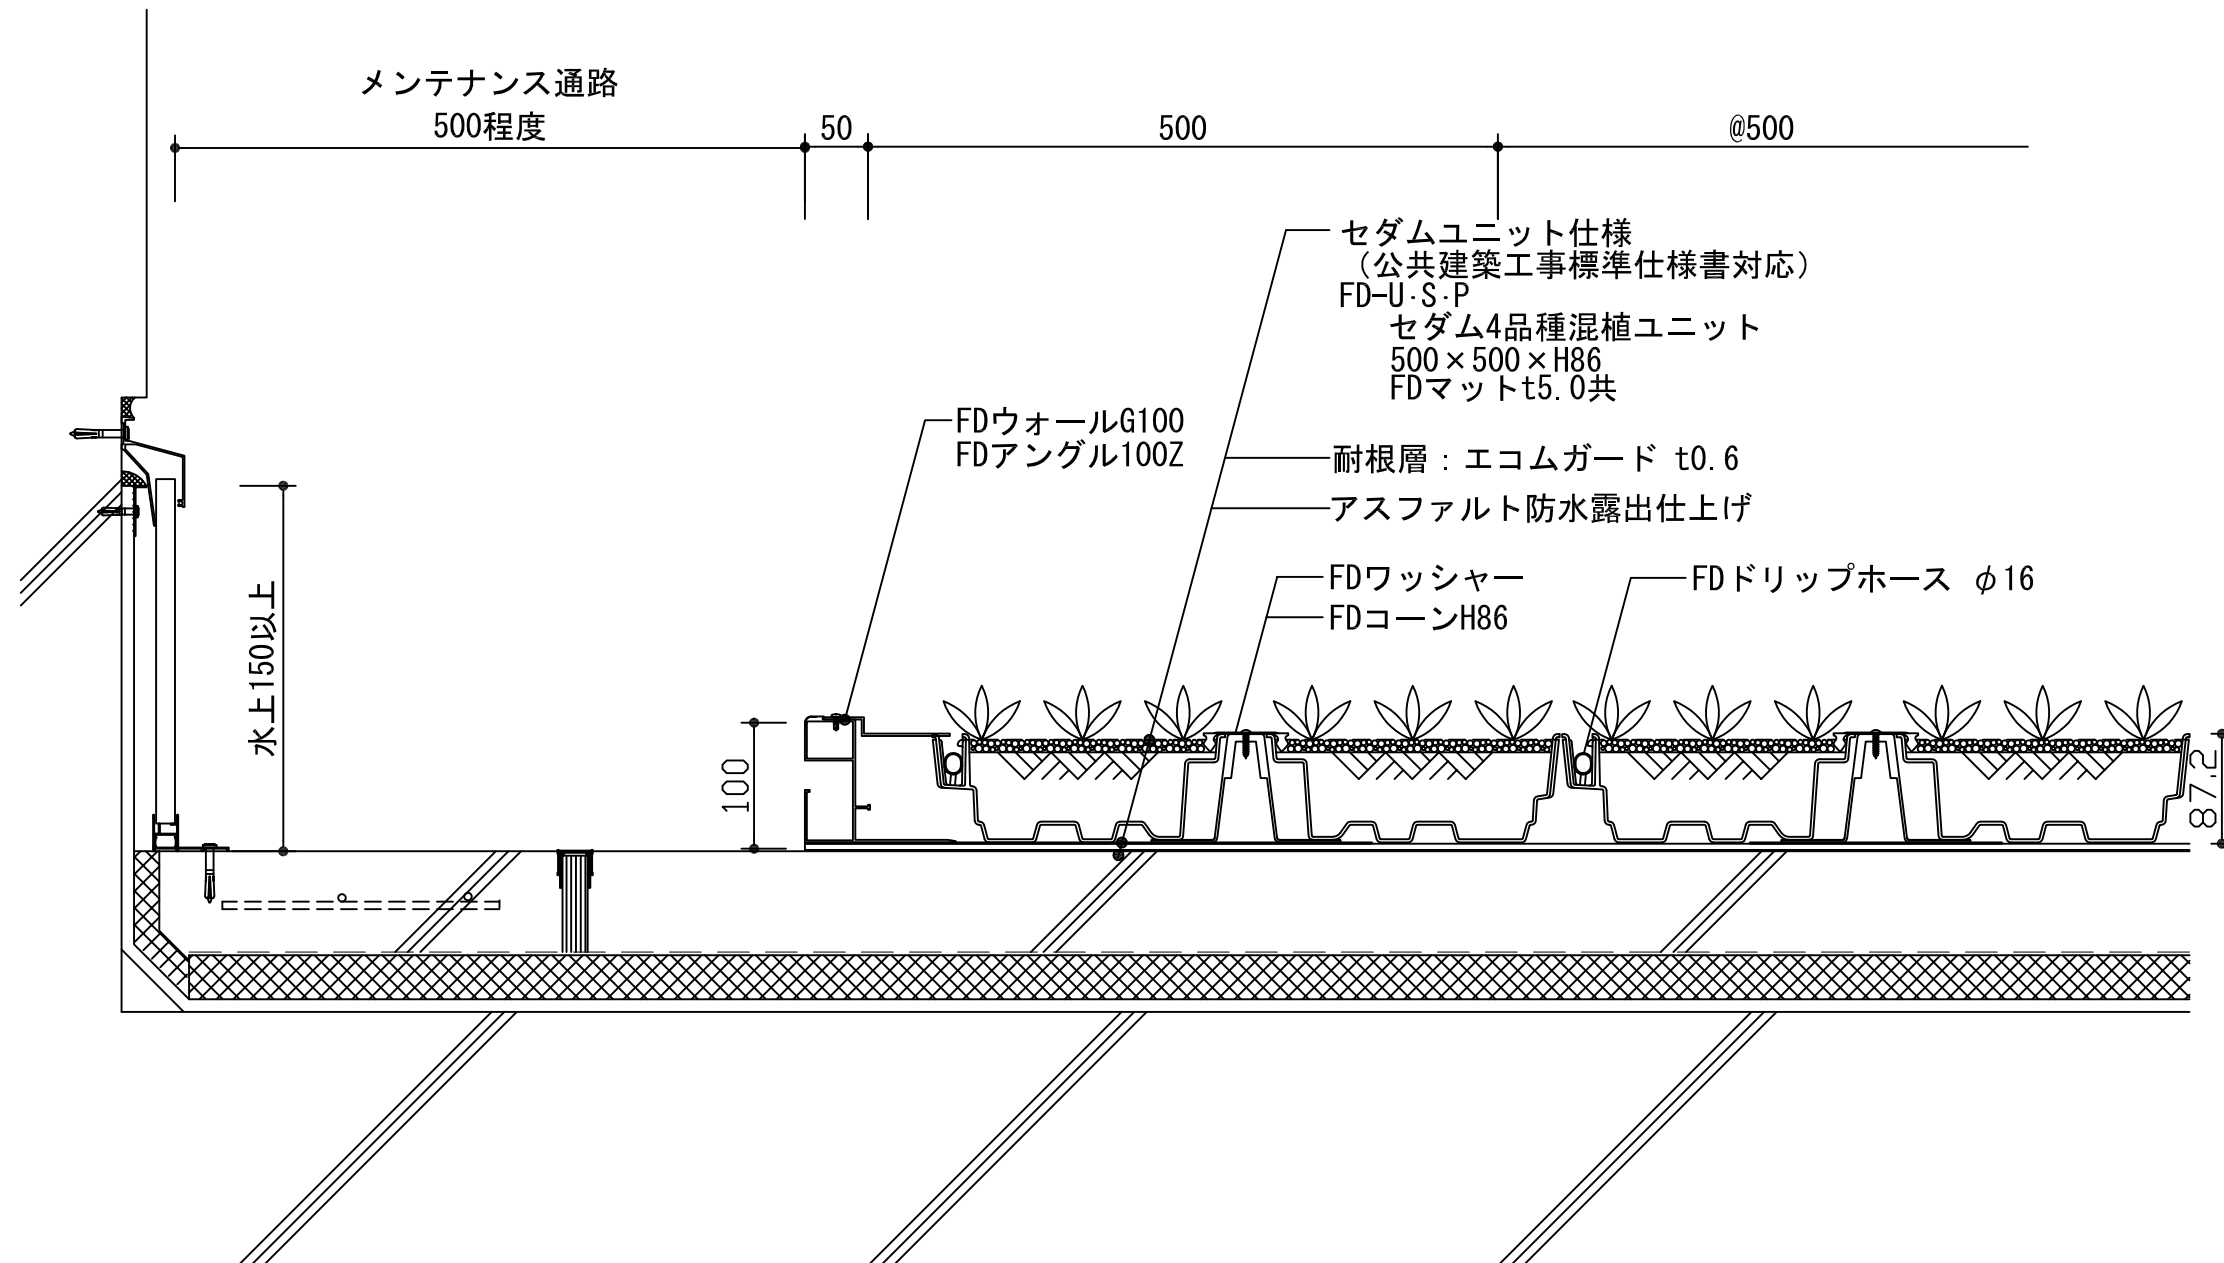 メンテナンス通路
500程度
50
500
@500
セダムユニット仕様
（公共建築工事標準仕様書対応）
FD-U·S·P
セダム4品種混植ユニット
500×500×H86
FDマットt5.0共
FDウォールG100
FDアングル100Z
耐根層：エコムガード t0.6
アスファルト防水露出仕上げ
FDワッシャー
FDコーンH86
FDドリップホース φ16
水上150以上
100
87.2